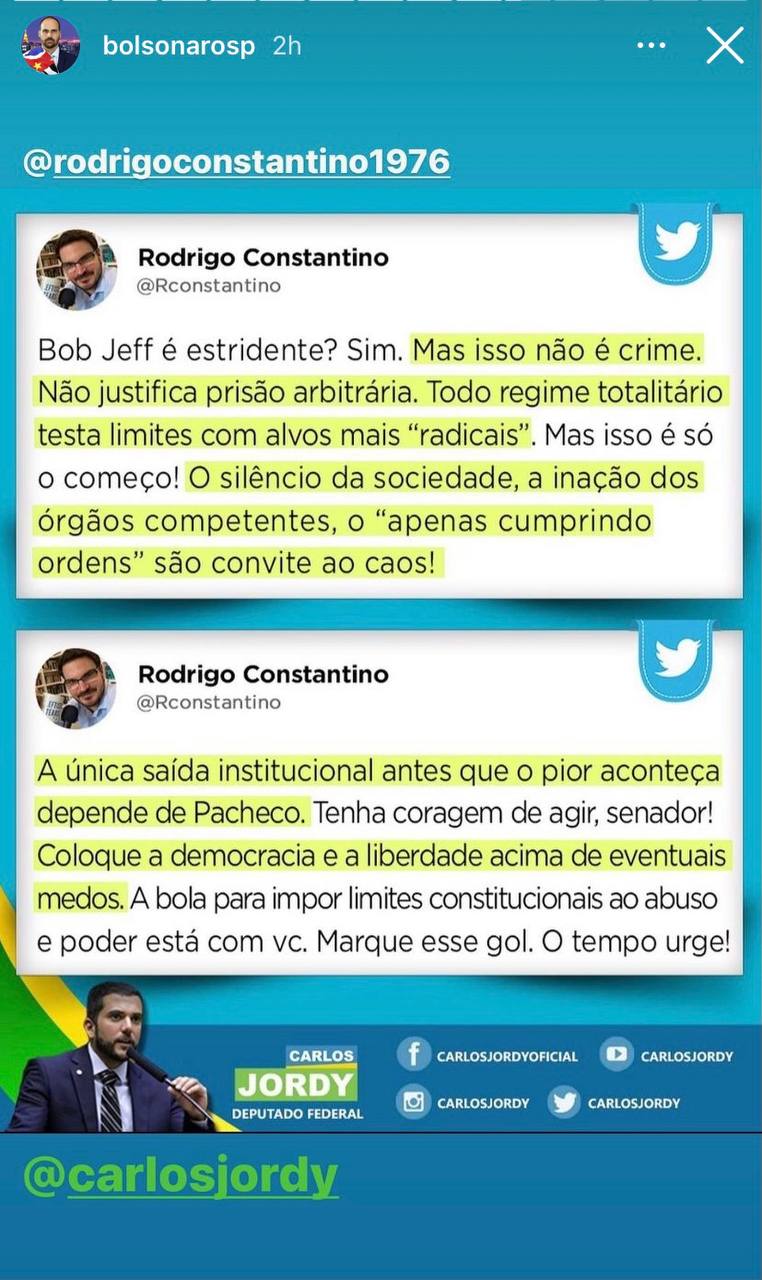 bolsonarosp 2h
@rodrigoconstantino1976
Rodrigo Constantino
@Rconstantino
Bob Jeff é estridente? Sim. Mas isso não é crime.
Não justifica prisão arbitrária. Todo regime totalitário
testa limites com alvos mais “radicais”. Mas isso é só
o começo! O silêncio da sociedade, a inação dos
órgãos competentes, o “apenas cumprindo
ordens” são convite ao caos!
Rodrigo Constantino
@Rconstantino
A única saída institucional antes que o pior aconteça
depende de Pacheco. Tenha coragem de agir, senador!
Coloque a democracia e a liberdade acima de eventuais
medos. A bola para impor limites constitucionais ao abuso
e poder está com vc. Marque esse gol. O tempo urge!
CARLOS
JORDY
DEPUTADO FEDERAL
CARLOSJORDYOFICIAL CARLOSJORDY
CARLOSJORDY CARLOSJORDY
@carlosjordy